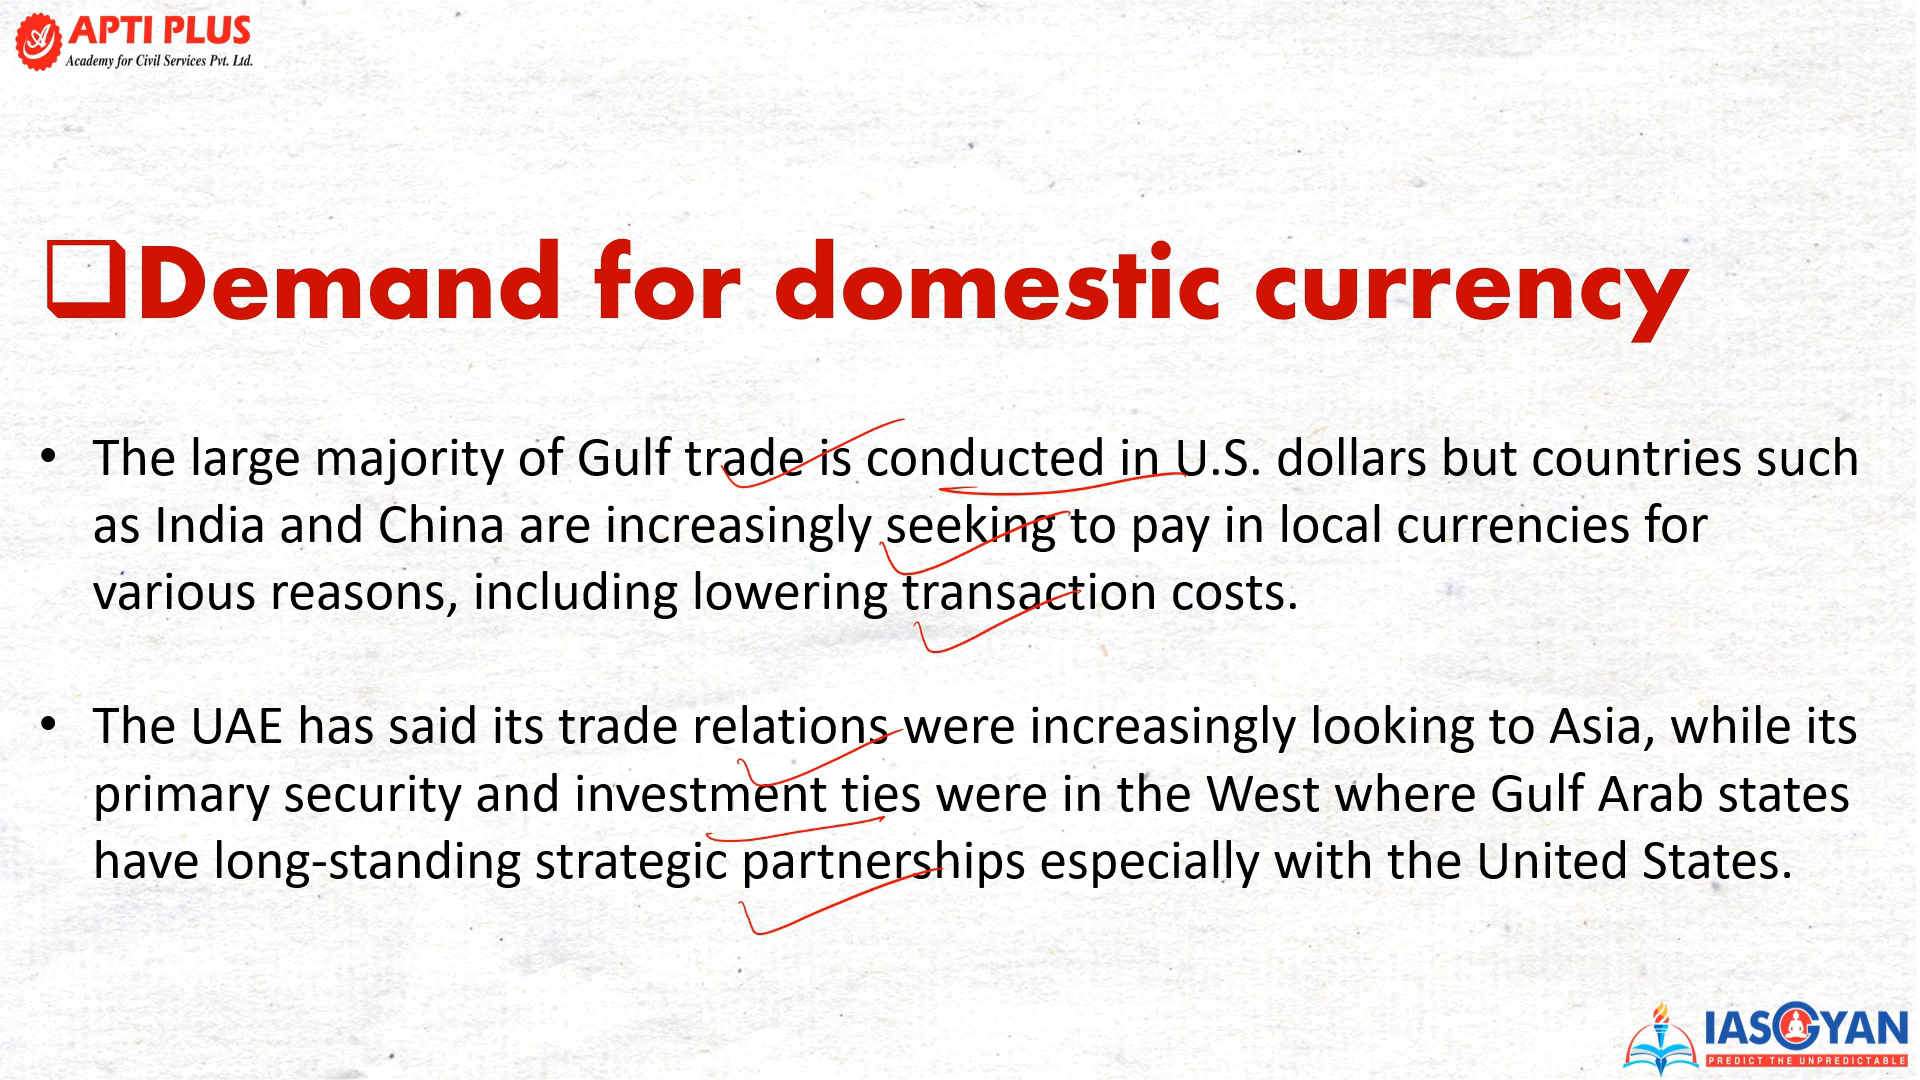 APTI PLUS
Academy for Civil Services Pvt. Ltd.
Demand for domestic currency
• The large majority of Gulf trade is conducted in U.S. dollars but countries such
as India and China are increasingly seeking to pay in local currencies for
various reasons, including lowering transaction costs.
• The UAE has said its trade relations were increasingly looking to Asia, while its
primary security and investment ties were in the West where Gulf Arab states
have long-standing strategic partnerships especially with the United States.
IASGYAN
PREDICT THE UNPREDICTABLE